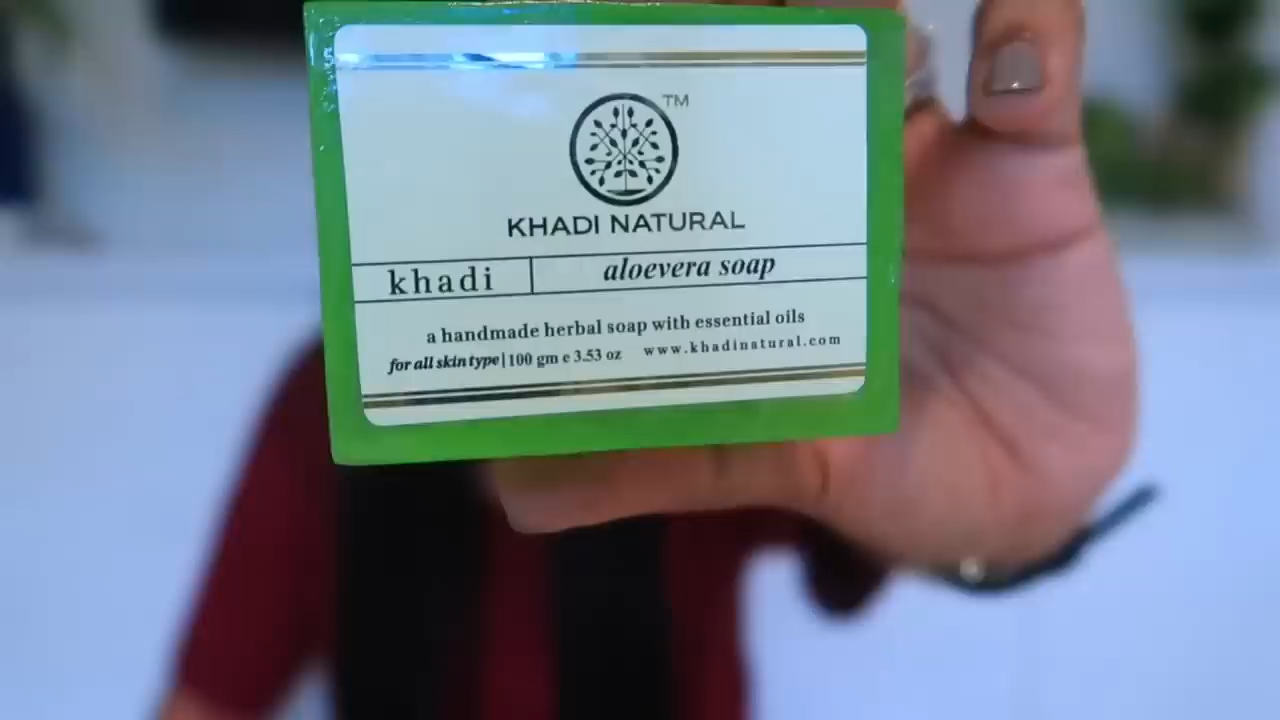 TM
KHADI NATURAL
khadi aloevera soap
a handmade herbal soap with essential oils
for all skin type | 100 gm e 3.53 oz www.khadinatural.com